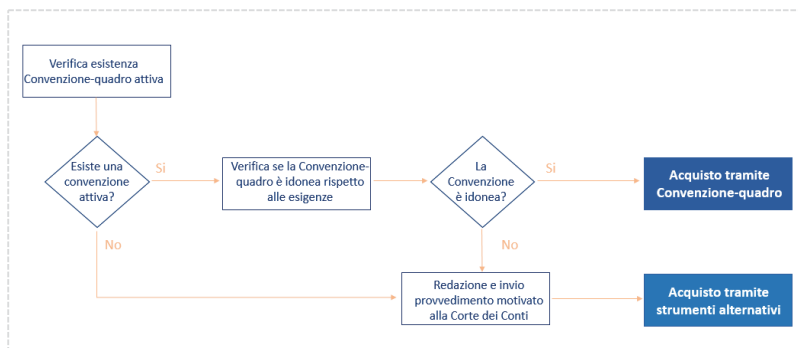 Verifica esistenza
Convenzione-quadro attiva
Esiste una
convenzione
attiva?
Si
Verifica se la Convenzione-
quadro è idonea rispetto
alle esigenze
La
Convenzione
è idonea?
Si
Acquisto tramite
Convenzione-quadro
No
No
Redazione e invio
provvedimento motivato
alla Corte dei Conti
Acquisto tramite
strumenti alternativi